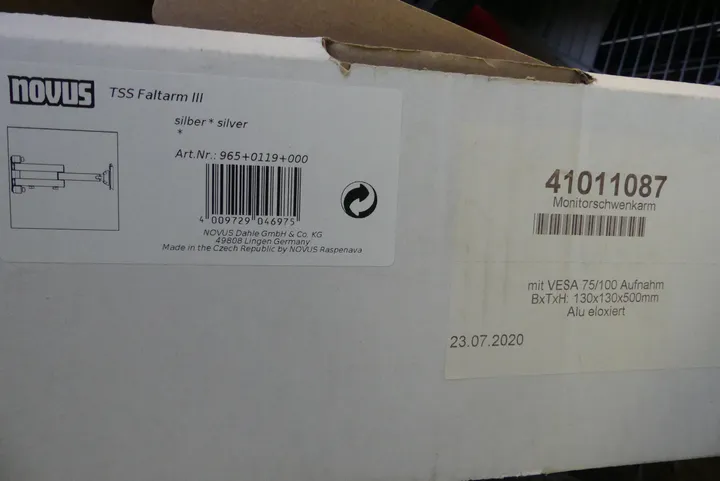 novus TSS Faltarm III
silber * silver
*
Art.Nr.: 965+0119+000
4 009729 046975
NOVUS Dahle GmbH & Co. KG
49808 Lingen Germany
Made in the Czech Republic by NOVUS Raspenava
41011087
Monitorschwenkarm
mit VESA 75/100 Aufnahm
BxTxH: 130x130x500mm
Alu eloxiert
23.07.2020